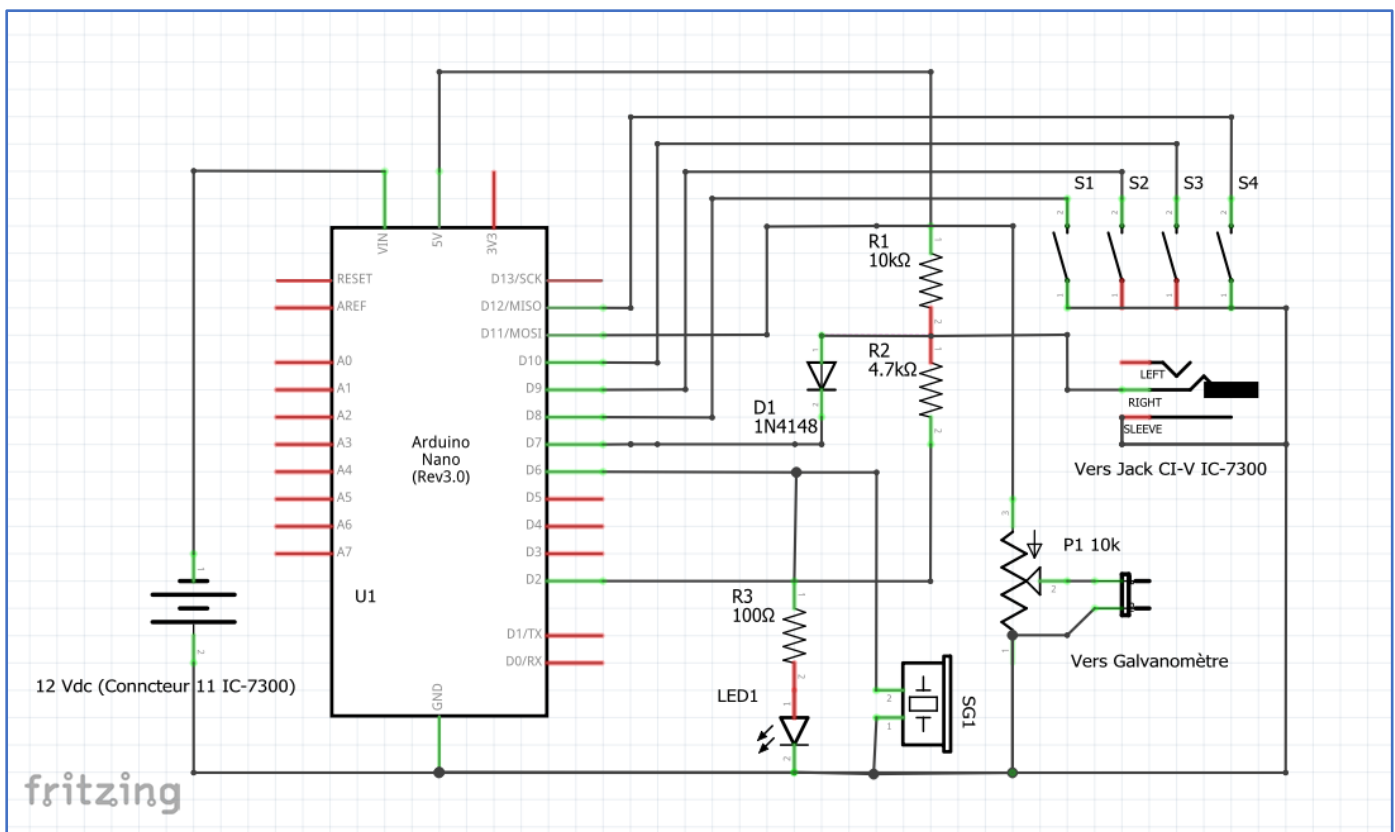 S1
S2
S3
S4
VIN
5V
3V3
R1
10kΩ
RESET
AREF
A0
A1
A2
A3
A4
A5
A6
A7
D13/SCK
D12/MISO
D11/MOSI
D10
D9
D8
D7
D6
D5
D4
D3
D2
D1/TX
D0/RX
GND
Arduino
Nano
(Rev3.0)
U1
R2
4.7kΩ
D1
1N4148
LEFT
RIGHT
SLEEVE
Vers Jack CI-V IC-7300
P1 10k
Vers Galvanomètre
R3
100Ω
LED1
SG1
12 Vdc (Conncteur 11 IC-7300)
fritzing